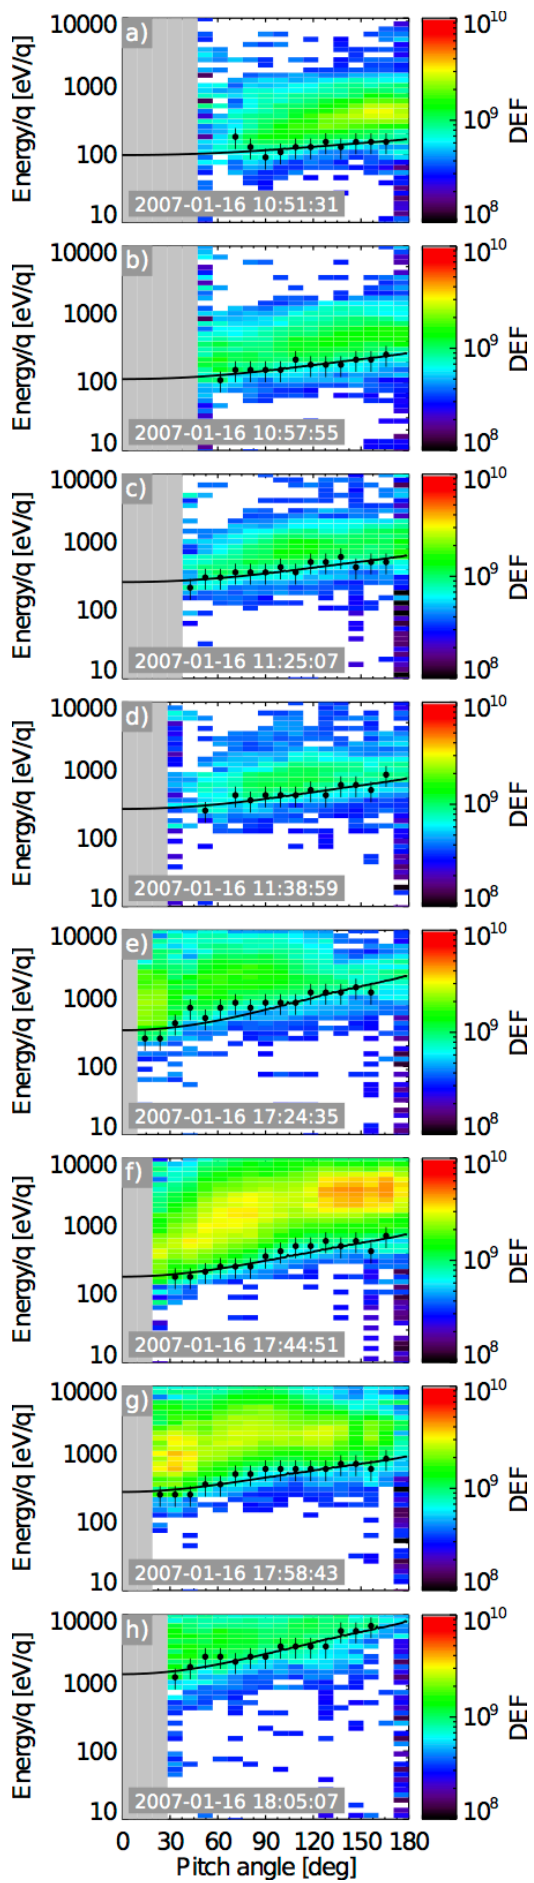 a)
10000
1000
100
10
Energy/q [eV/q]
2007-01-16 10:51:31
10^10
10^9
10^8
DEF
b)
10000
1000
100
10
Energy/q [eV/q]
2007-01-16 10:57:55
10^10
10^9
10^8
DEF
c)
10000
1000
100
10
Energy/q [eV/q]
2007-01-16 11:25:07
10^10
10^9
10^8
DEF
d)
10000
1000
100
10
Energy/q [eV/q]
2007-01-16 11:38:59
10^10
10^9
10^8
DEF
e)
10000
1000
100
10
Energy/q [eV/q]
2007-01-16 17:24:35
10^10
10^9
10^8
DEF
f)
10000
1000
100
10
Energy/q [eV/q]
2007-01-16 17:44:51
10^10
10^9
10^8
DEF
g)
10000
1000
100
10
Energy/q [eV/q]
2007-01-16 17:58:43
10^10
10^9
10^8
DEF
h)
10000
1000
100
10
Energy/q [eV/q]
2007-01-16 18:05:07
10^10
10^9
10^8
DEF
0 30 60 90 120 150 180
Pitch angle [deg]